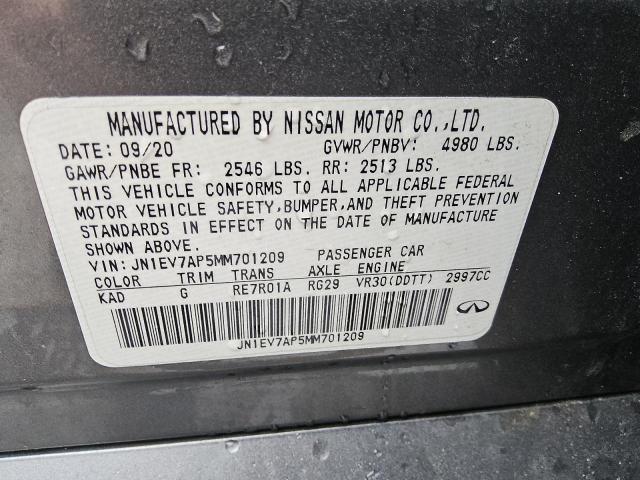 MANUFACTURED BY NISSAN MOTOR CO.,LTD.
DATE: 09/20 GVWR/PNBV: 4980 LBS.
GAWR/PNBE FR: 2546 LBS. RR: 2513 LBS.
THIS VEHICLE CONFORMS TO ALL APPLICABLE FEDERAL
MOTOR VEHICLE SAFETY,BUMPER,AND THEFT PREVENTION
STANDARDS IN EFFECT ON THE DATE OF MANUFACTURE
SHOWN ABOVE.
VIN: JN1EV7AP5MM701209 PASSENGER CAR
COLOR TRIM TRANS AXLE ENGINE
KAD G RE7R01A RG29 VR30(DDTT) 2997CC
JN1EV7AP5MM701209